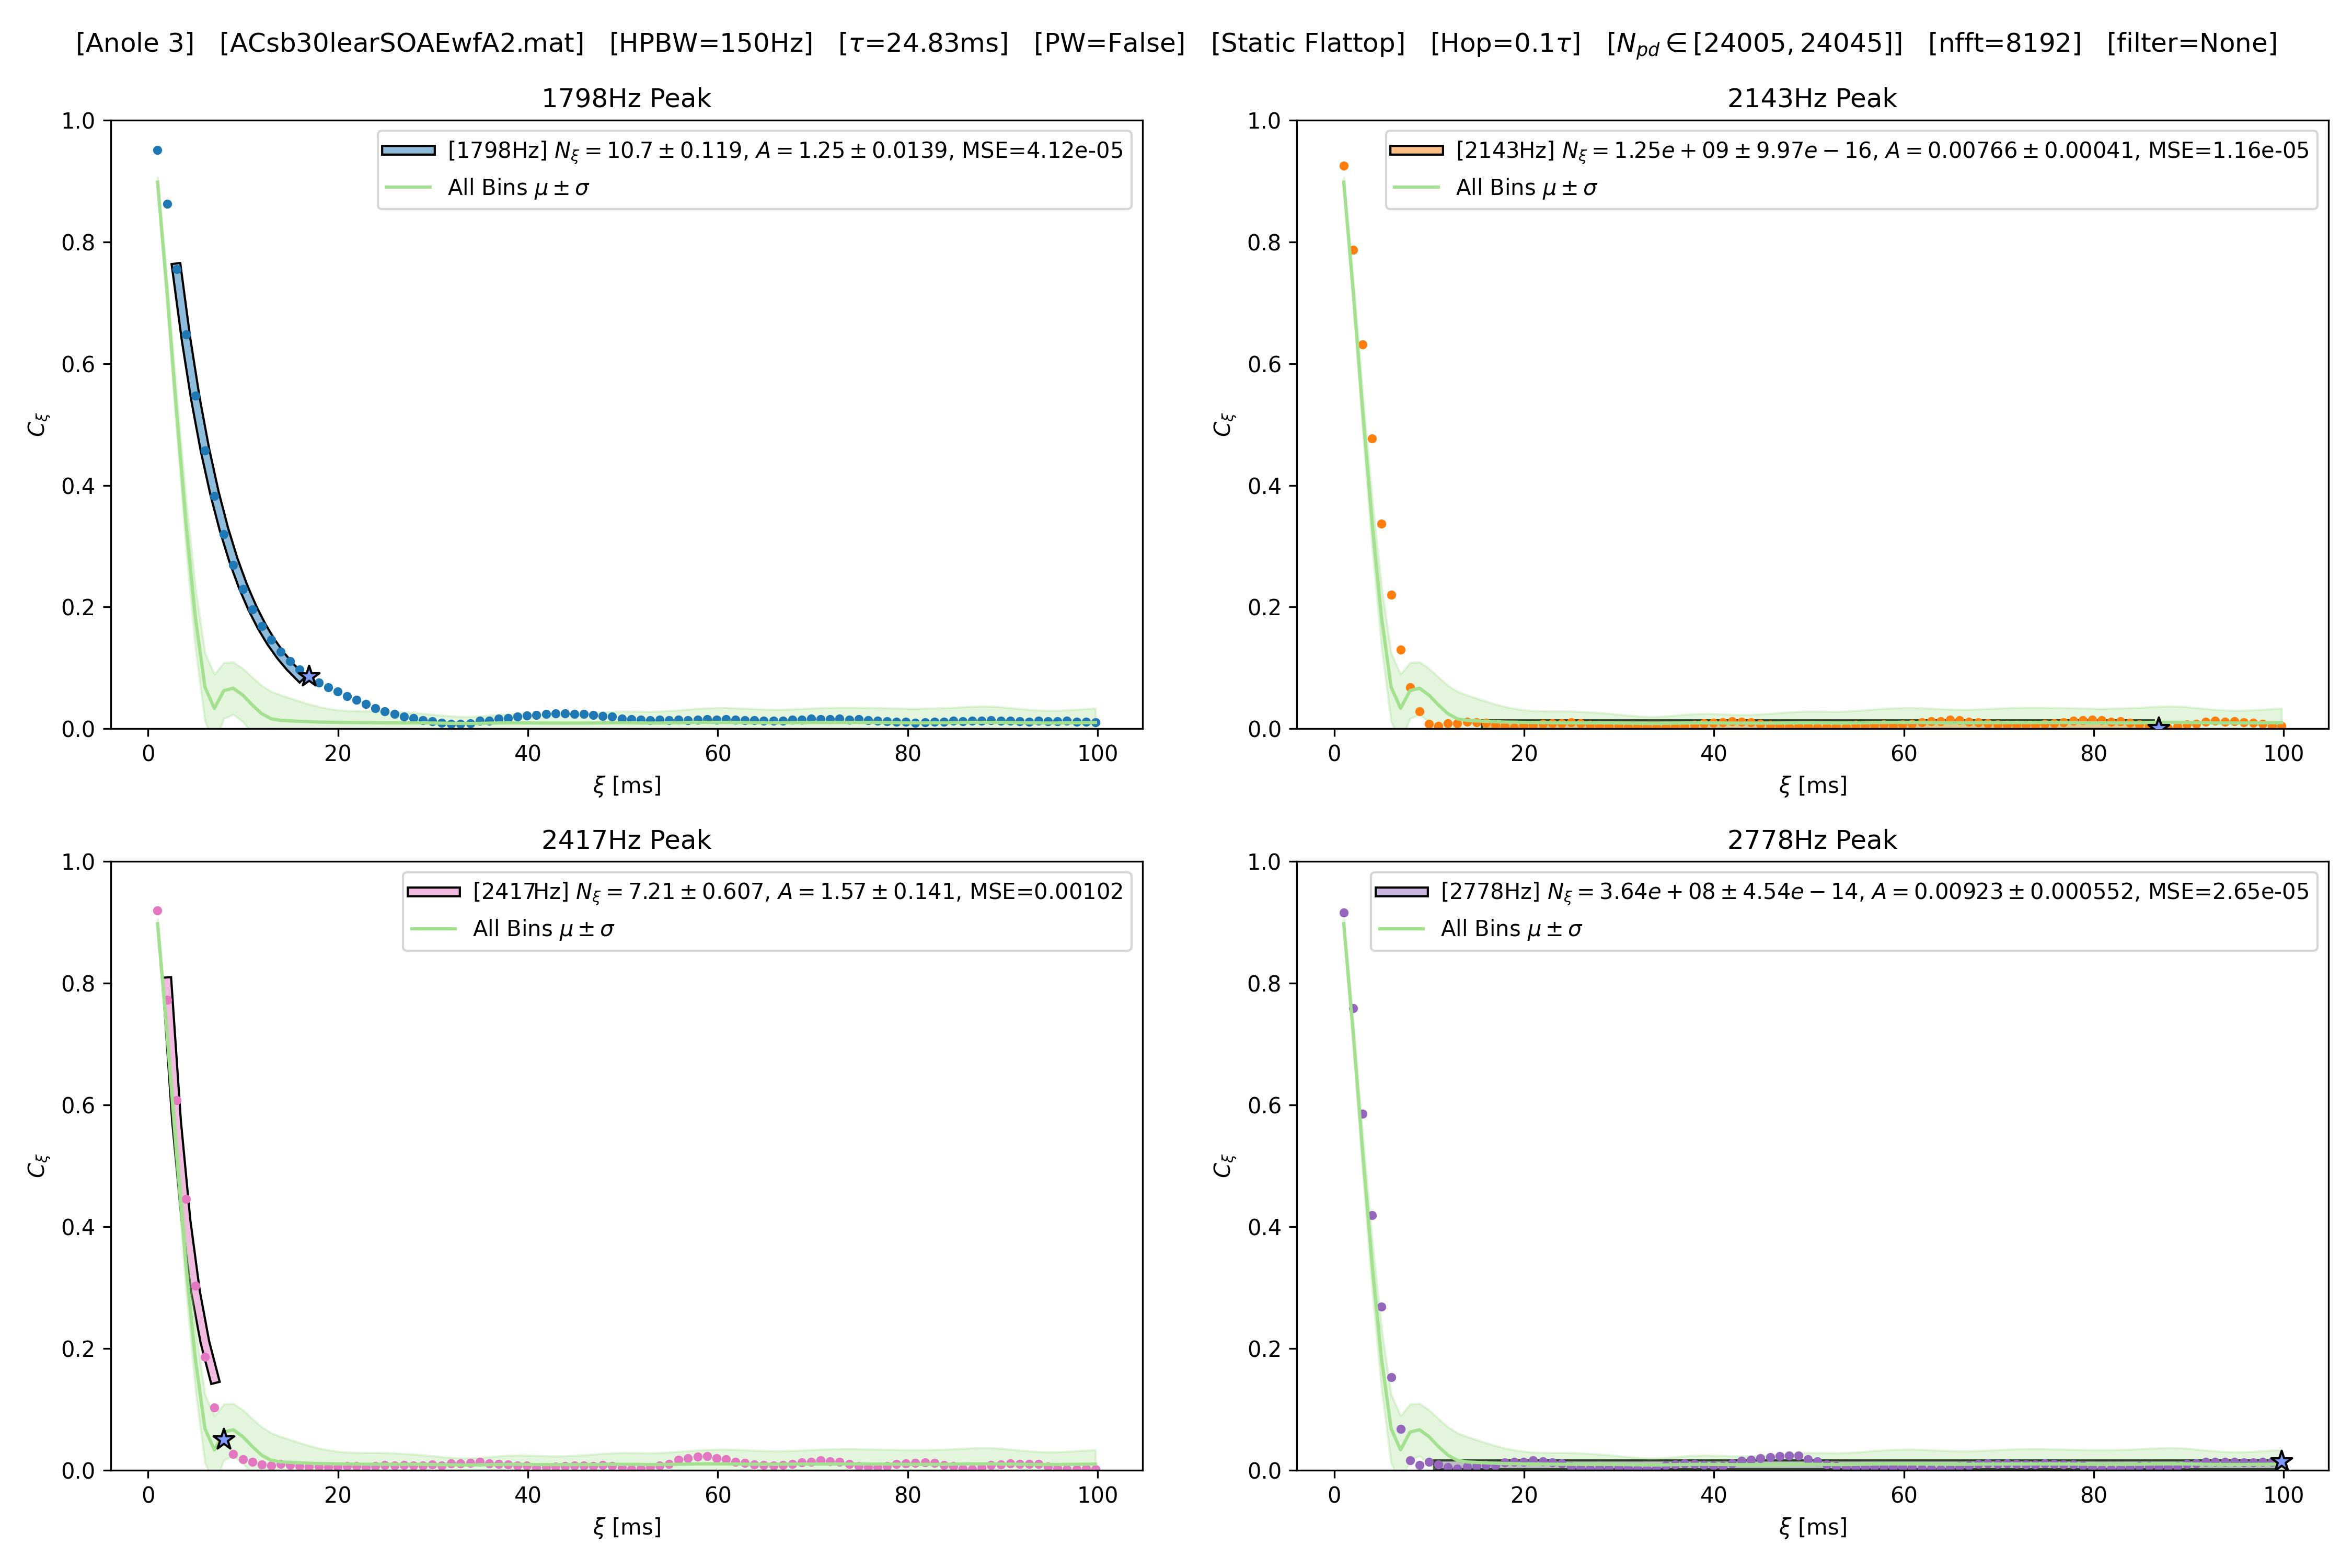 [Anole 3] [ACsb30learSOAEwfA2.mat] [HPBW=150Hz] [τ=24.83ms] [PW=False] [Static Flattop] [Hop=0.1τ] [N_pd ∈ [24005, 24045]] [nfft=8192] [filter=None]
1798Hz Peak
[1798Hz] N_ξ = 10.7 ± 0.119, A = 1.25 ± 0.0139, MSE=4.12e-05
All Bins μ ± σ
1.0
0.8
0.6
0.4
0.2
0.0
C_ξ
0 20 40 60 80 100
ξ [ms]
2143Hz Peak
[2143Hz] N_ξ = 1.25e + 09 ± 9.97e − 16, A = 0.00766 ± 0.00041, MSE=1.16e-05
All Bins μ ± σ
1.0
0.8
0.6
0.4
0.2
0.0
C_ξ
0 20 40 60 80 100
ξ [ms]
2417Hz Peak
[2417Hz] N_ξ = 7.21 ± 0.607, A = 1.57 ± 0.141, MSE=0.00102
All Bins μ ± σ
1.0
0.8
0.6
0.4
0.2
0.0
C_ξ
0 20 40 60 80 100
ξ [ms]
2778Hz Peak
[2778Hz] N_ξ = 3.64e + 08 ± 4.54e − 14, A = 0.00923 ± 0.000552, MSE=2.65e-05
All Bins μ ± σ
1.0
0.8
0.6
0.4
0.2
0.0
C_ξ
0 20 40 60 80 100
ξ [ms]